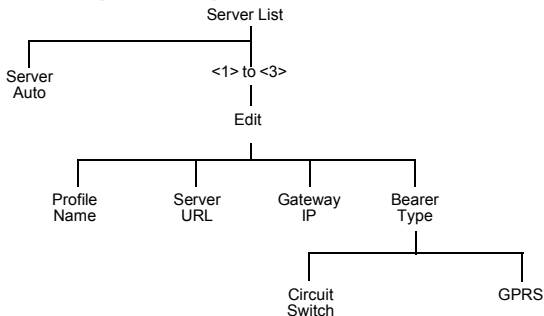 Server List
Server
Auto
<1> to <3>
Edit
Profile
Name
Server
URL
Gateway
IP
Bearer
Type
Circuit
Switch
GPRS